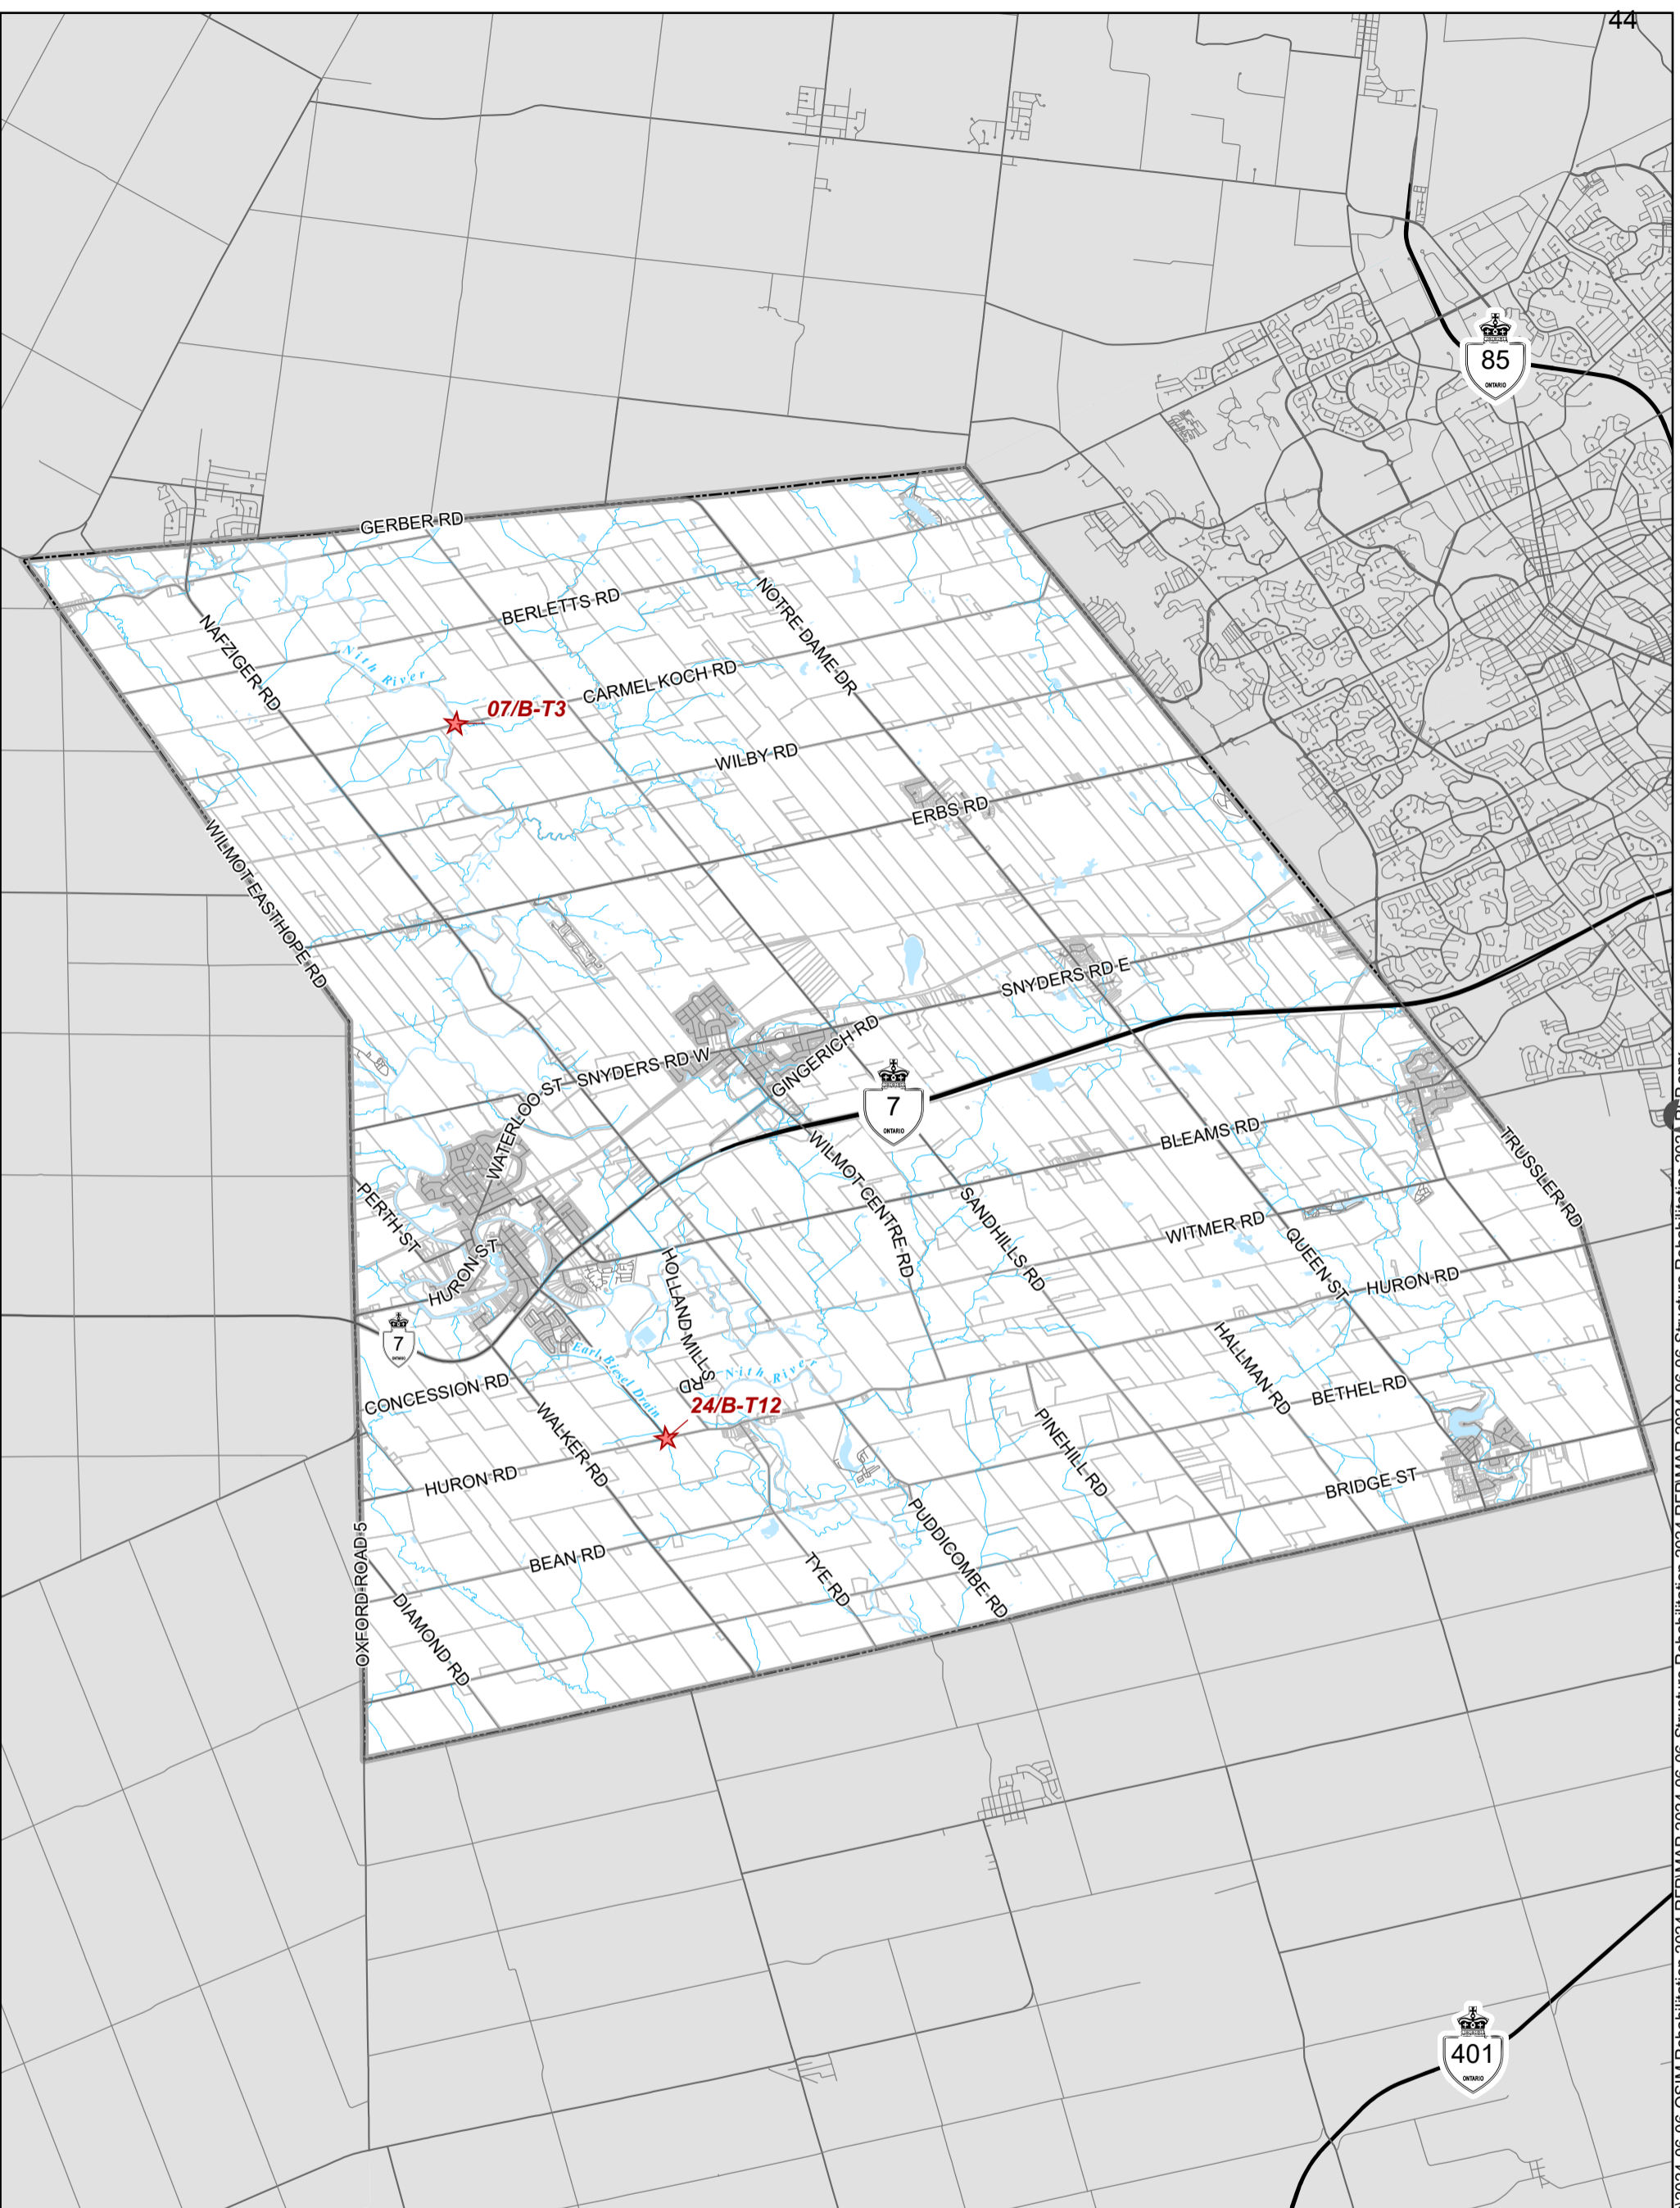 44
85
ONTARIO
GERBER RD
BERLETTS RD
NOTRE DAME DR
NAFZIGER RD
Nith River
CARMEL KOCH RD
07/B-T3
WILBY RD
ERBS RD
WILMOT-EASTHOPE RD
SNYDERS RD E
GINGERICH RD
SNYDERS RD W
WATERLOO ST
7
ONTARIO
BLEAMS RD
WILMOT CENTRE RD
TRUSSLER RD
PERTH ST
SANDHILLS RD
WITMER RD
QUEEN ST
HURON ST
HOLLAND MILLS RD
HURON RD
7
ONTARIO
Earl Biesel Drain
Nith River
HALLMAN RD
BETHEL RD
CONCESSION RD
24/B-T12
WALKER RD
PINEHILL RD
HURON RD
BRIDGE ST
PUDDICOMBE RD
BEAN RD
TYE RD
OXFORD ROAD 5
DIAMOND RD
401
ONTARIO